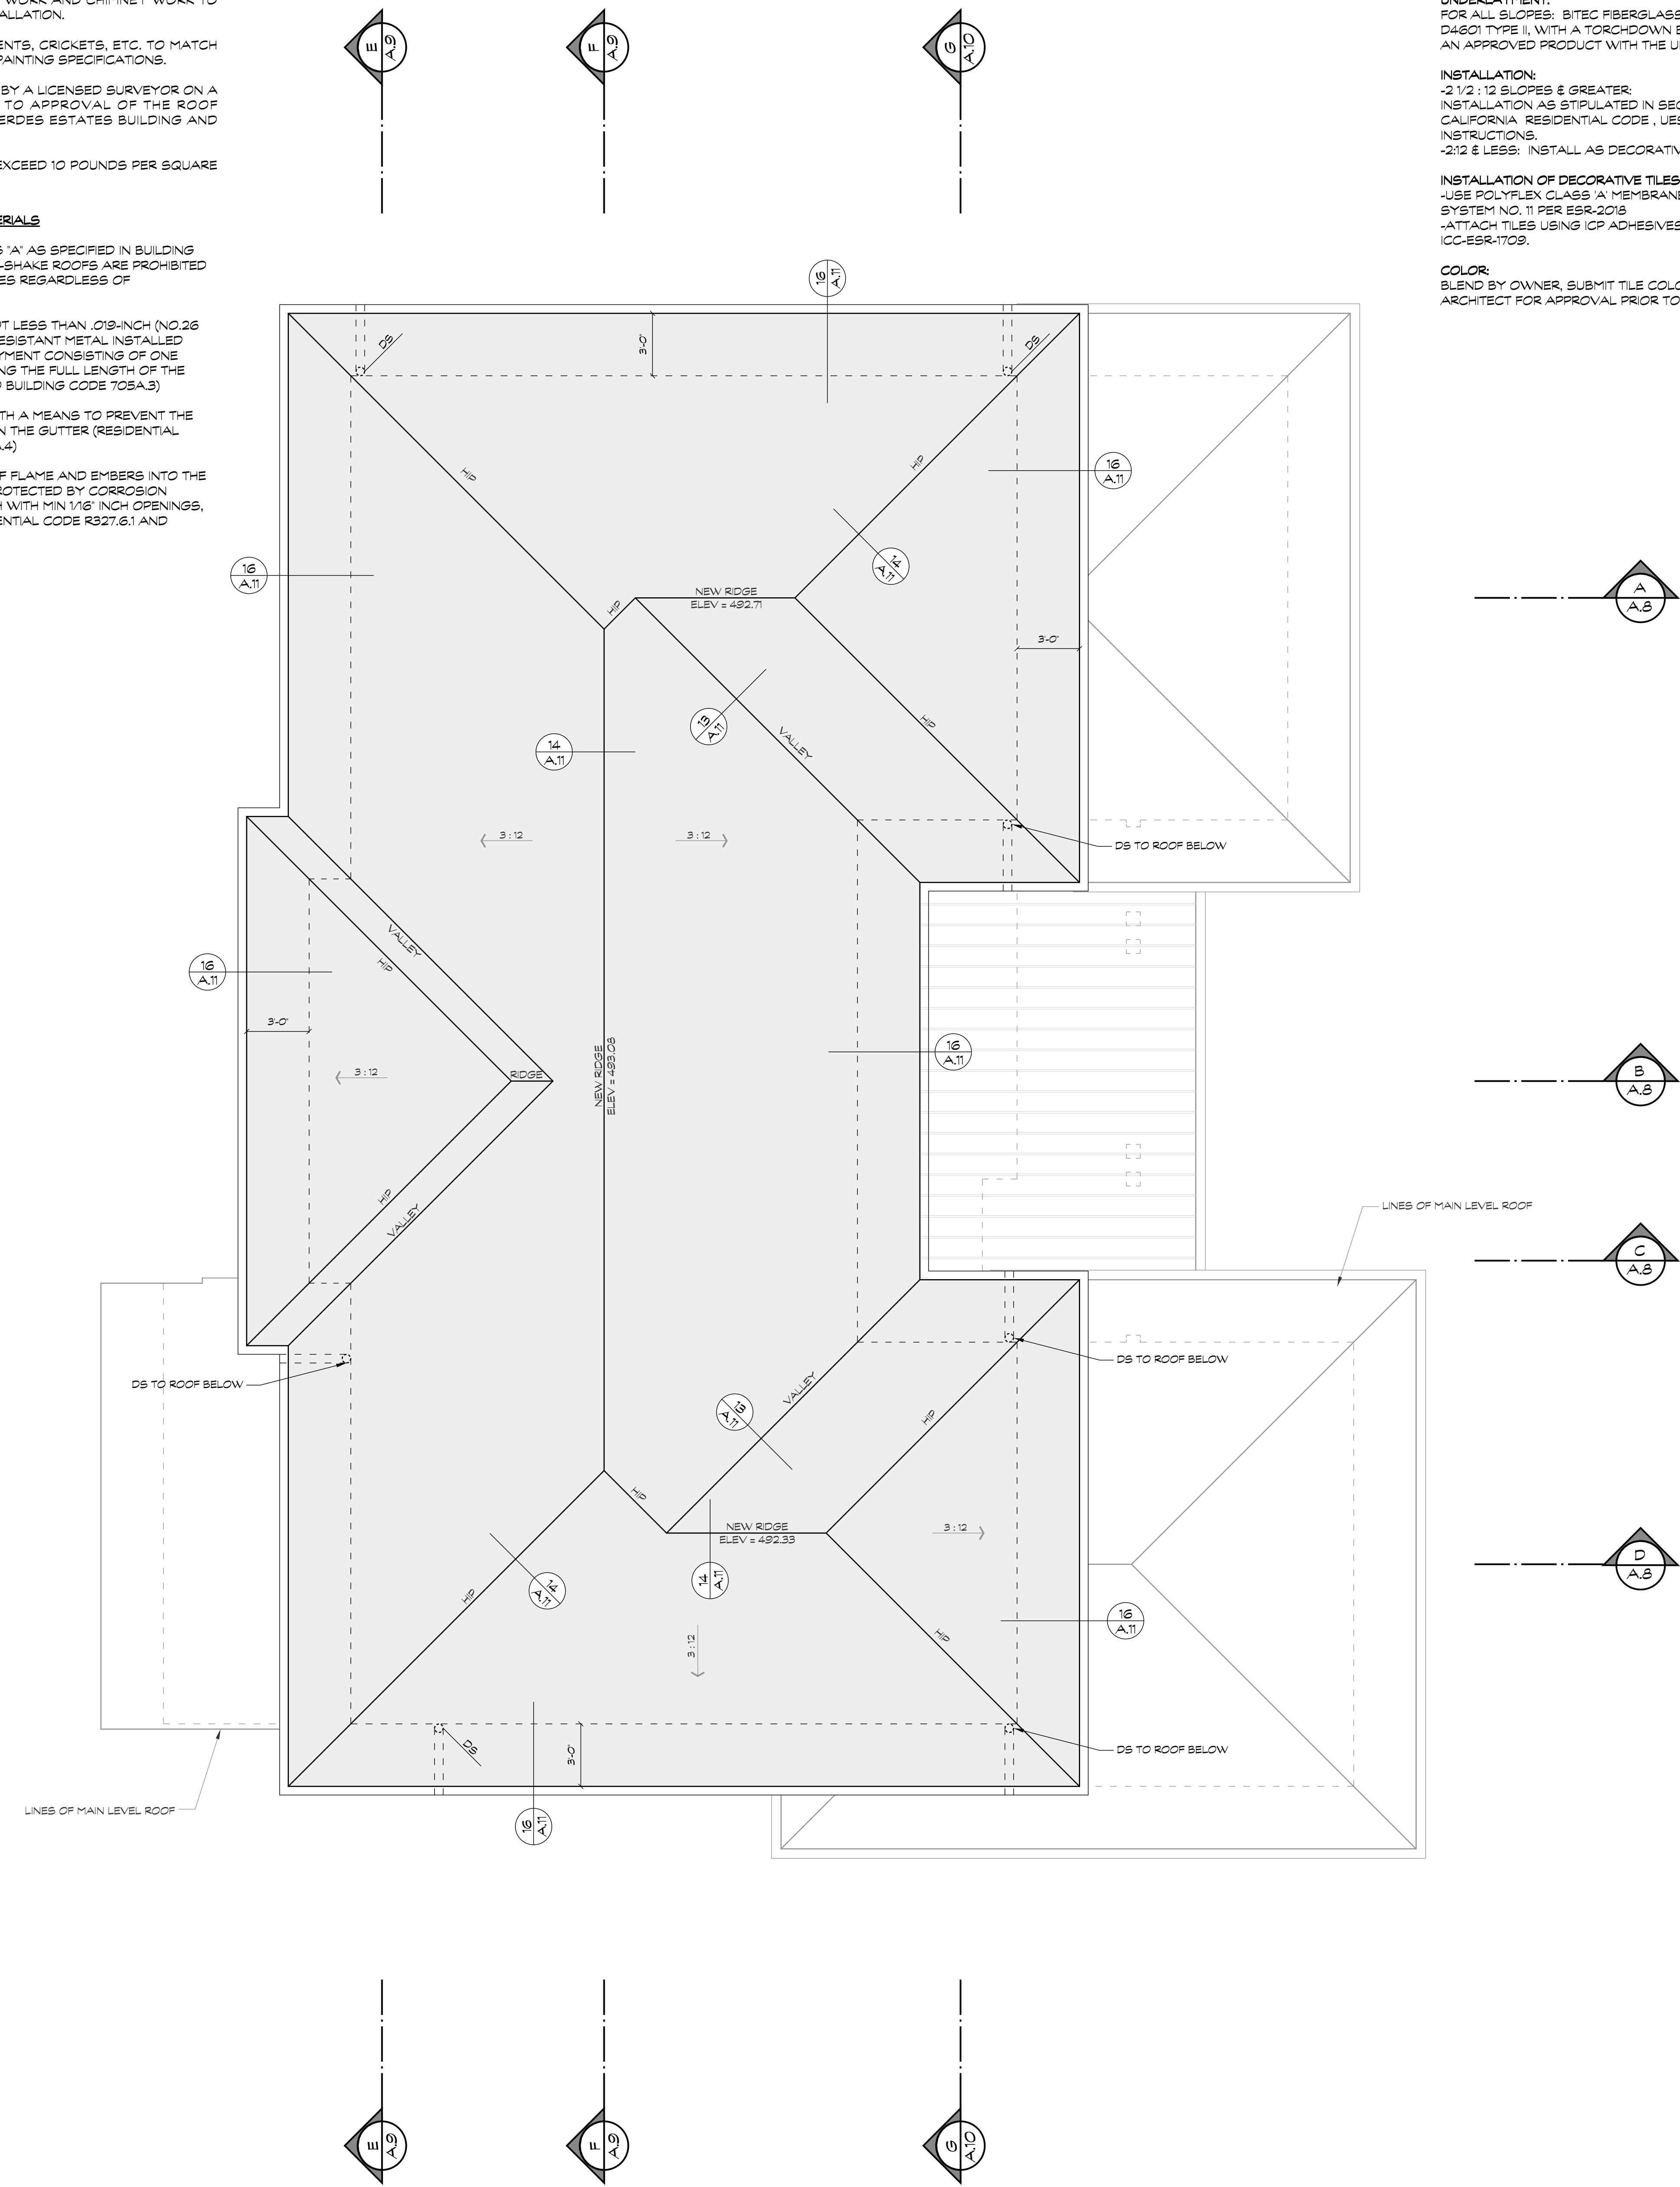 WORK AND CHIMNEY WORK TO
ALLATION.
ENTS, CRICKETS, ETC. TO MATCH
PAINTING SPECIFICATIONS.
BY A LICENSED SURVEYOR ON A
TO APPROVAL OF THE ROOF
ERDES ESTATES BUILDING AND
EXCEED 10 POUNDS PER SQUARE
ERIALS
S "A" AS SPECIFIED IN BUILDING
-SHAKE ROOFS ARE PROHIBITED
ES REGARDLESS OF
OT LESS THAN .019-INCH (NO.26
ESISTANT METAL INSTALLED
YMENT CONSISTING OF ONE
NG THE FULL LENGTH OF THE
D BUILDING CODE 705A.3)
TH A MEANS TO PREVENT THE
N THE GUTTER (RESIDENTIAL
A.4)
F FLAME AND EMBERS INTO THE
ROTECTED BY CORROSION
H WITH MIN 1/16" INCH OPENINGS,
ENTIAL CODE R327.6.1 AND
E
A.9
F
A.9
G
A.10
UNDERLAYMENT:
FOR ALL SLOPES: BITEC FIBERGLASS
D4601 TYPE II, WITH A TORCHDOWN
AN APPROVED PRODUCT WITH THE
INSTALLATION:
-2 1/2 : 12 SLOPES & GREATER:
INSTALLATION AS STIPULATED IN SEC
CALIFORNIA RESIDENTIAL CODE , UES
INSTRUCTIONS.
-2:12 & LESS: INSTALL AS DECORATIV
INSTALLATION OF DECORATIVE TILES
-USE POLYFLEX CLASS 'A' MEMBRANE
SYSTEM NO. 11 PER ESR-2018
-ATTACH TILES USING ICP ADHESIVES
ICC-ESR-1709.
COLOR:
BLEND BY OWNER, SUBMIT TILE COLO
ARCHITECT FOR APPROVAL PRIOR TO
16
A.11
DS
3'-0"
DS
HIP
HIP
16
A.11
14
A.11
16
A.11
NEW RIDGE
ELEV = 492.71
HIP
A
A.8
3'-0"
13
A.11
HIP
VALLEY
14
A.11
3 : 12
3 : 12
DS TO ROOF BELOW
VALLEY
HIP
16
A.11
3'-0"
16
A.11
NEW RIDGE
ELEV = 493.08
3 : 12
RIDGE
B
A.8
HIP
VALLEY
LINES OF MAIN LEVEL ROOF
C
A.8
DS TO ROOF BELOW
DS TO ROOF BELOW
VALLEY
13
A.11
HIP
HIP
NEW RIDGE
ELEV = 492.33
3 : 12
D
A.8
14
A.11
14
A.11
HIP
16
A.11
HIP
3 : 12
DS
3'-0"
DS TO ROOF BELOW
LINES OF MAIN LEVEL ROOF
16
A.11
E
A.9
F
A.9
G
A.10